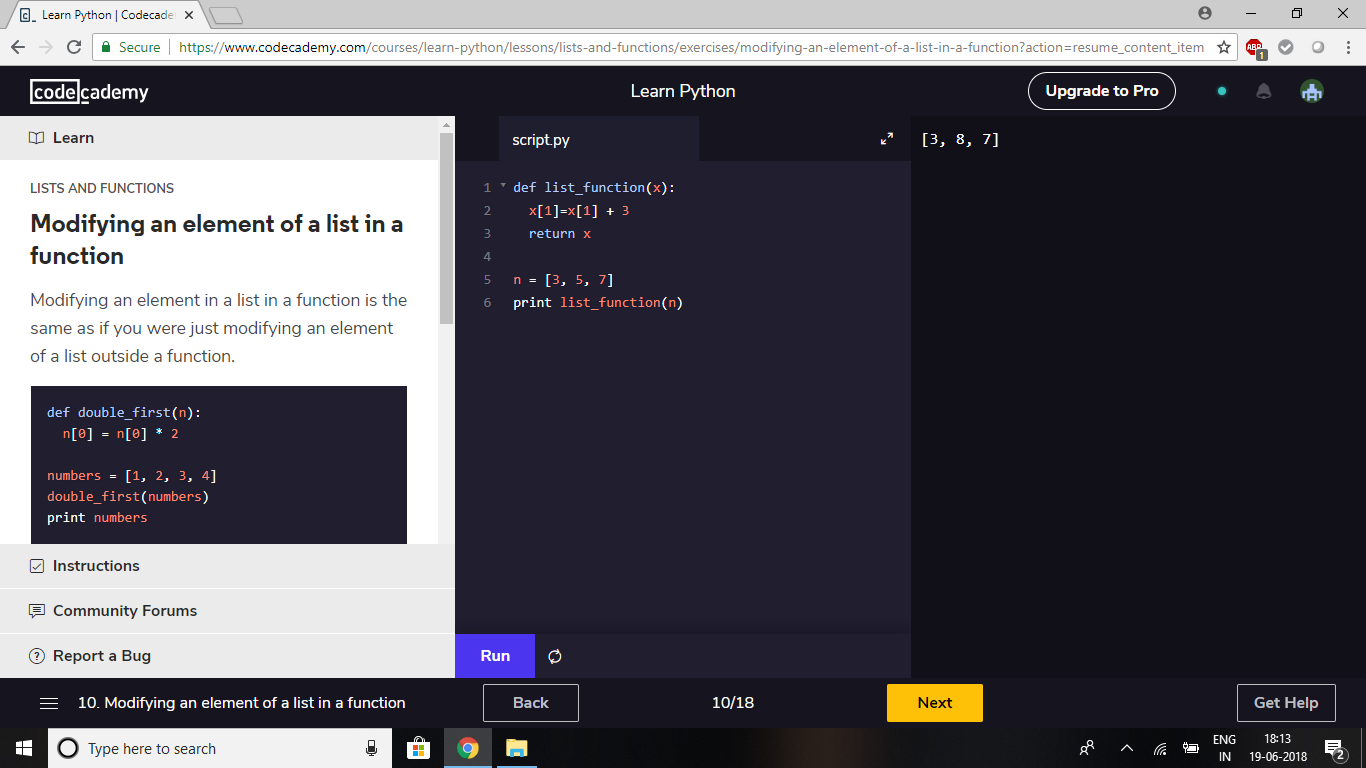 Learn Python | Codecade
Secure
https://www.codecademy.com/courses/learn-python/lessons/lists-and-functions/exercises/modifying-an-element-of-a-list-in-a-function?action=resume_content_item
ABP
1
codecademy
Learn Python
Upgrade to Pro
Learn
LISTS AND FUNCTIONS
Modifying an element of a list in a
function
Modifying an element in a list in a function is the
same as if you were just modifying an element
of a list outside a function.
def double_first(n):
  n[0] = n[0] * 2
numbers = [1, 2, 3, 4]
double_first(numbers)
print numbers
Instructions
Community Forums
Report a Bug
script.py
1 def list_function(x):
2   x[1]=x[1] + 3
3   return x
4
5 n = [3, 5, 7]
6 print list_function(n)
[3, 8, 7]
Run
10. Modifying an element of a list in a function
Back
10/18
Next
Get Help
Type here to search
ENG
IN
18:13
19-06-2018
2